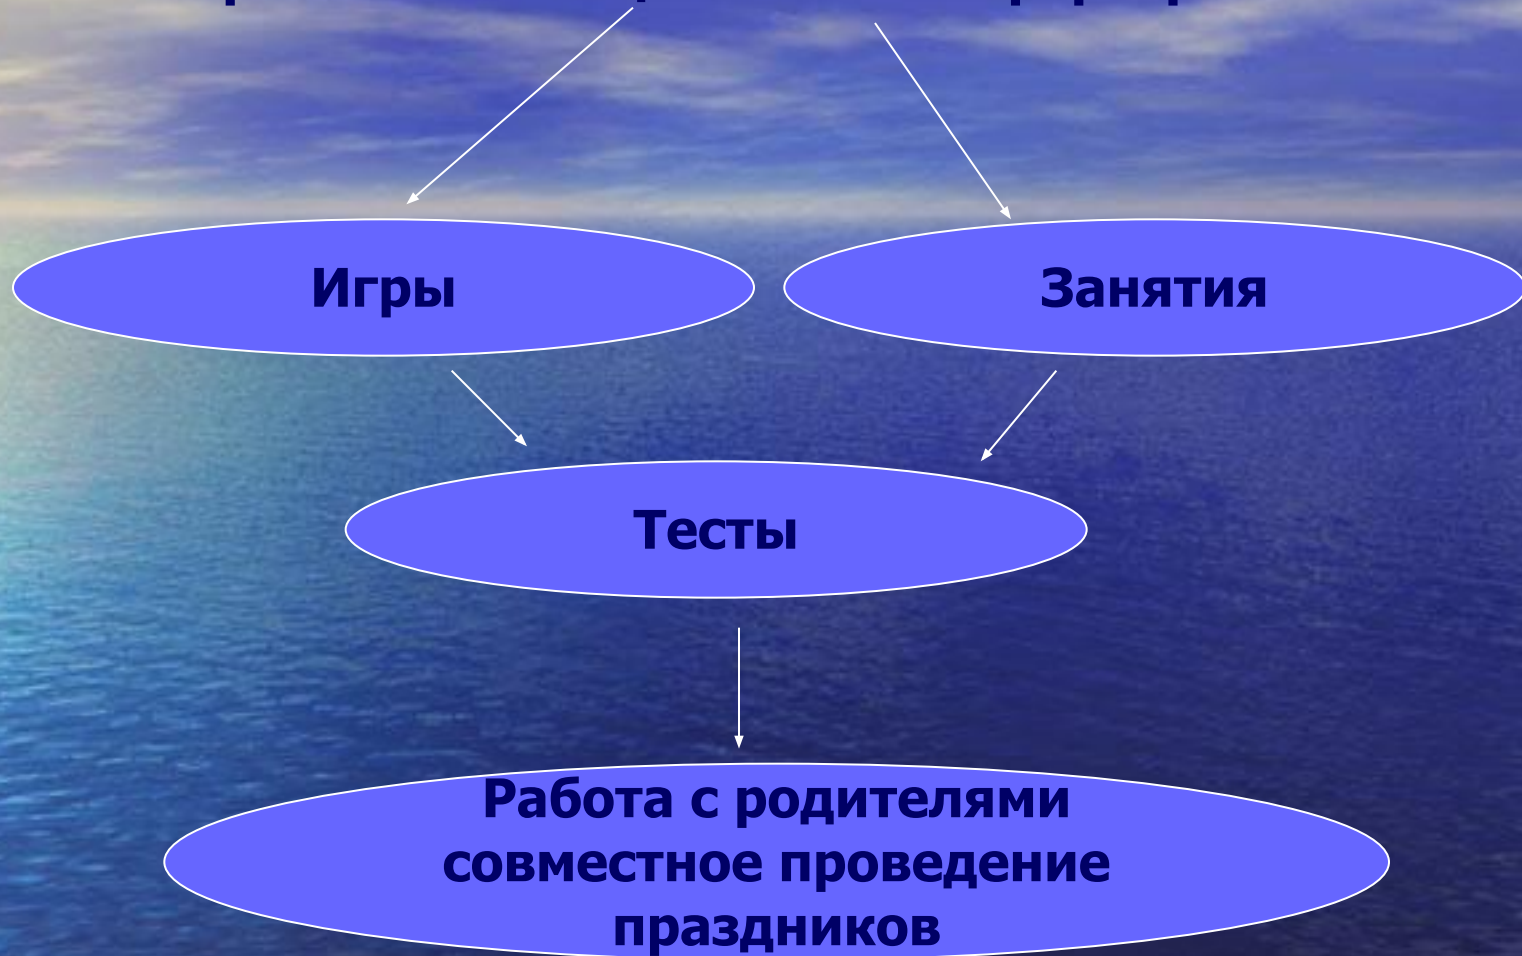 Игры
Занятия
Тесты
Работа с родителями
совместное проведение
праздников